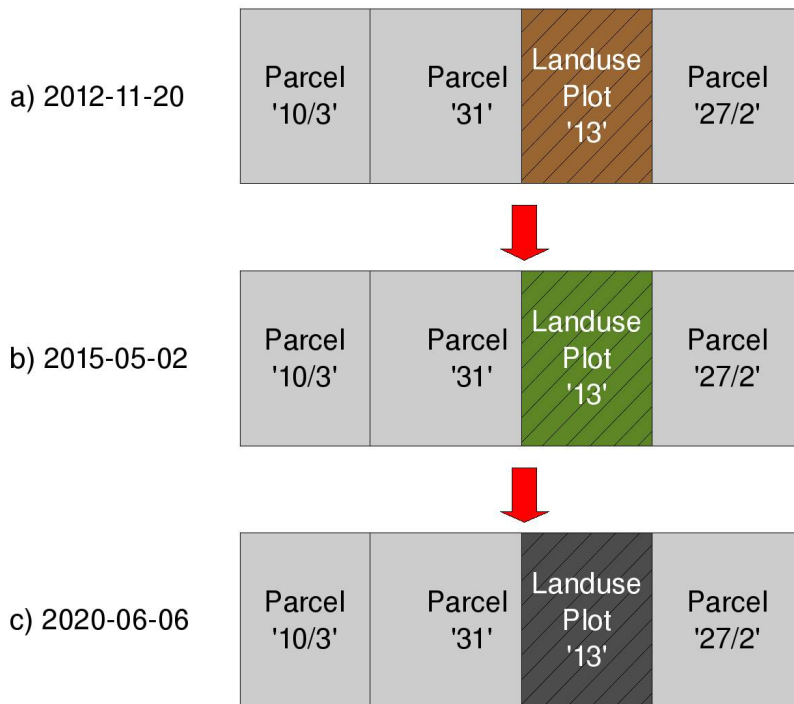 a) 2012-11-20
Parcel
'10/3'
Parcel
'31'
Landuse
Plot
'13'
Parcel
'27/2'
b) 2015-05-02
Parcel
'10/3'
Parcel
'31'
Landuse
Plot
'13'
Parcel
'27/2'
c) 2020-06-06
Parcel
'10/3'
Parcel
'31'
Landuse
Plot
'13'
Parcel
'27/2'